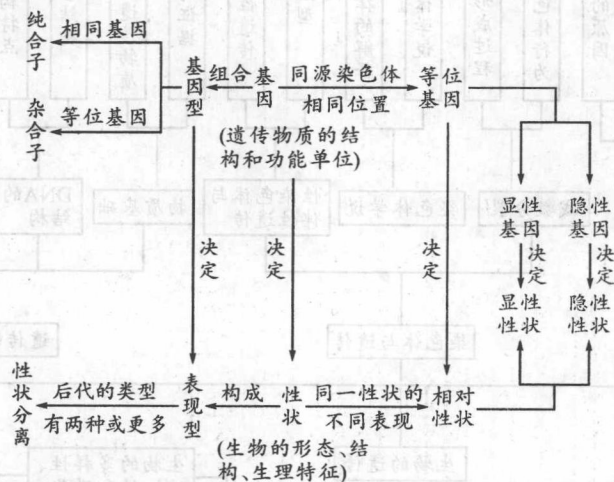 纯合子
相同基因
杂合子
等位基因
基因型
组合
基因
同源染色体
相同位置
等位基因
(遗传物质的结
构和功能单位)
显性
基因
隐性
基因
决定
决定
决定
决定
决定
显性
性状
隐性
性状
性状分离
后代的类型
有两种或更多
表现型
构成
性状
同一性状的
不同表现
相对
性状
(生物的形态、结
构、生理特征)